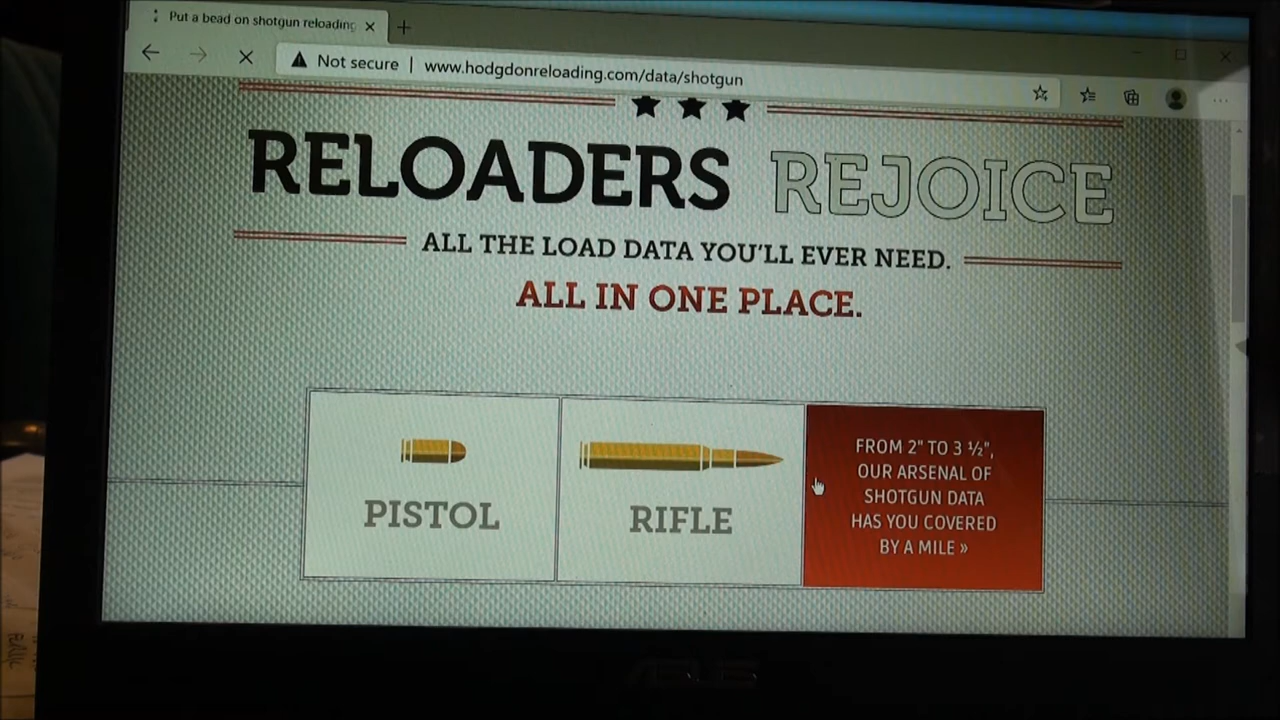 Put a bead on shotgun reloading
Not secure | www.hodgdonreloading.com/data/shotgun
RELOADERS REJOICE
ALL THE LOAD DATA YOU'LL EVER NEED.
ALL IN ONE PLACE.
PISTOL
RIFLE
FROM 2" TO 3 ½",
OUR ARSENAL OF
SHOTGUN DATA
HAS YOU COVERED
BY A MILE »
ASUS